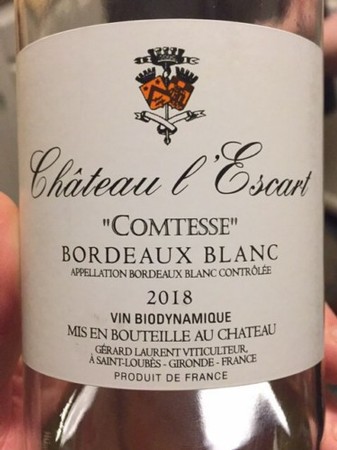 Château l'Escart
"COMTESSE"
BORDEAUX BLANC
APPELLATION BORDEAUX BLANC CONTRÔLÉE
2018
VIN BIODYNAMIQUE
MIS EN BOUTEILLE AU CHATEAU
GÉRARD LAURENT VITICULTEUR,
À SAINT-LOUBÈS - GIRONDE - FRANCE
PRODUIT DE FRANCE